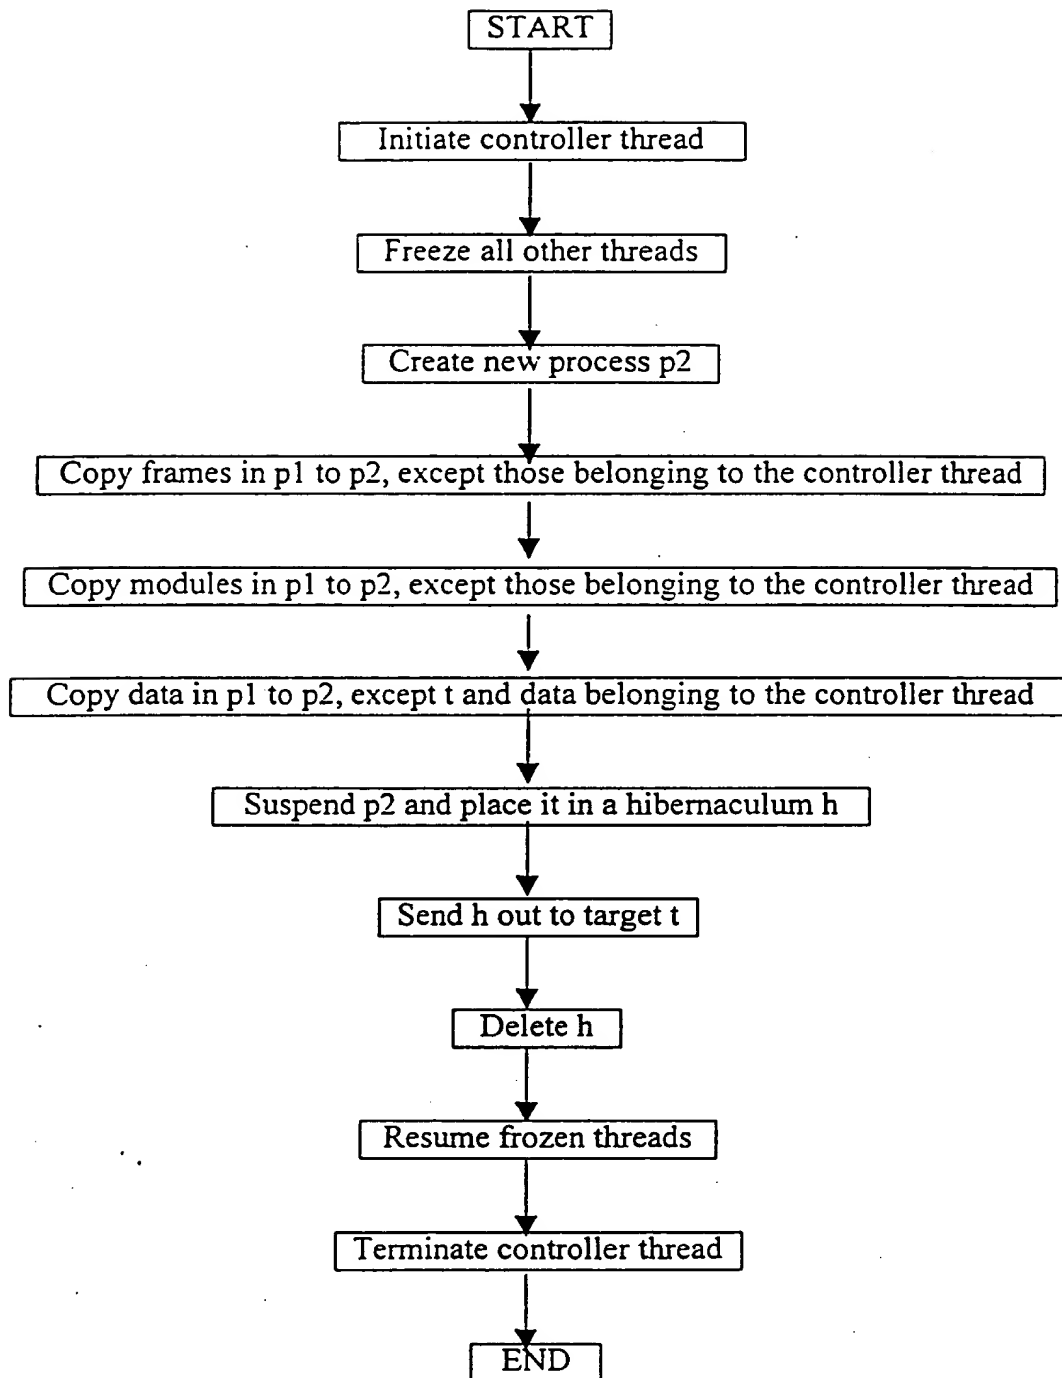 START
Initiate controller thread
Freeze all other threads
Create new process p2
Copy frames in p1 to p2, except those belonging to the controller thread
Copy modules in p1 to p2, except those belonging to the controller thread
Copy data in p1 to p2, except t and data belonging to the controller thread
Suspend p2 and place it in a hibernaculum h
Send h out to target t
Delete h
Resume frozen threads
Terminate controller thread
END